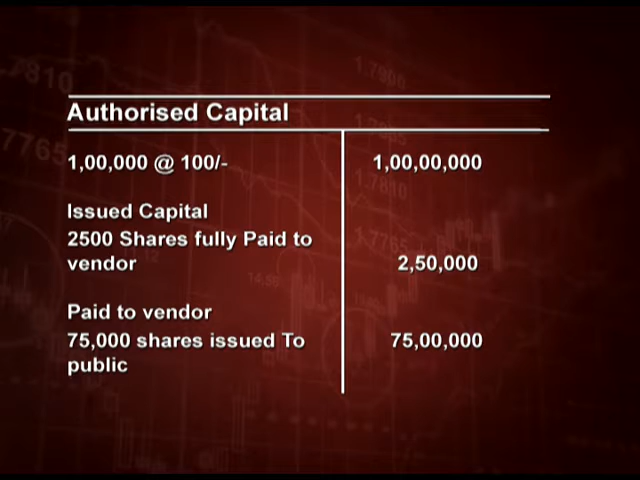 Authorised Capital
1,00,000 @ 100/- 1,00,00,000
Issued Capital
2500 Shares fully Paid to
vendor 2,50,000
Paid to vendor
75,000 shares issued To 75,00,000
public